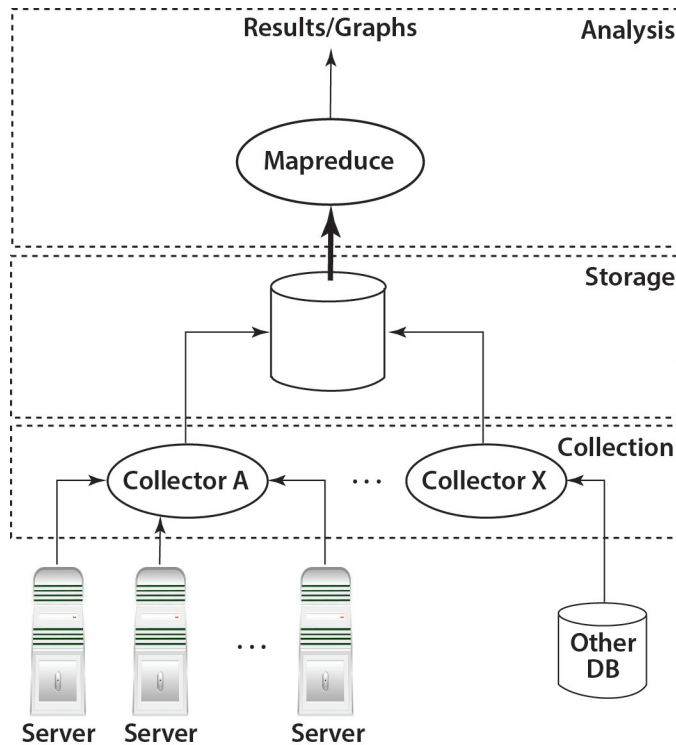 Results/Graphs
Analysis
Mapreduce
Storage
Collection
Collector A
...
Collector X
...
Other
DB
Server
Server
Server